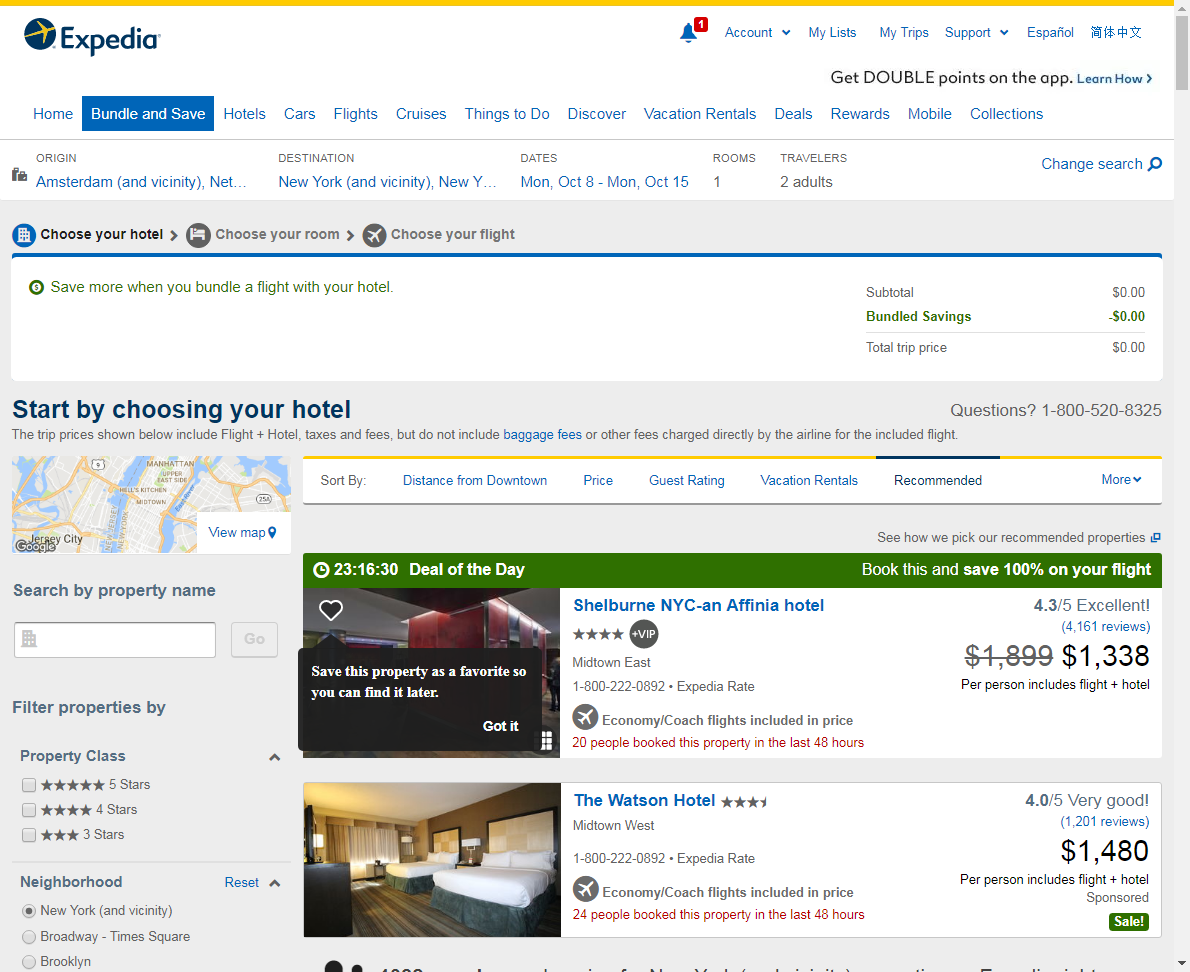 Expedia
1
Account
My Lists
My Trips
Support
Español
简体中文
Get DOUBLE points on the app. Learn How
Home
Bundle and Save
Hotels
Cars
Flights
Cruises
Things to Do
Discover
Vacation Rentals
Deals
Rewards
Mobile
Collections
ORIGIN
Amsterdam (and vicinity), Net...
DESTINATION
New York (and vicinity), New Y...
DATES
Mon, Oct 8 - Mon, Oct 15
ROOMS
1
TRAVELERS
2 adults
Change search
Choose your hotel
Choose your room
Choose your flight
Save more when you bundle a flight with your hotel.
Subtotal $0.00
Bundled Savings -$0.00
Total trip price $0.00
Start by choosing your hotel
Questions? 1-800-520-8325
The trip prices shown below include Flight + Hotel, taxes and fees, but do not include baggage fees or other fees charged directly by the airline for the included flight.
MANHATTAN
9
UPPER
EAST SIDE
HELL'S KITCHEN
MIDTOWN
25A
NEW JERSEY
NEW YORK
East River
Jersey City
Google
View map
Sort By:
Distance from Downtown
Price
Guest Rating
Vacation Rentals
Recommended
More
See how we pick our recommended properties
Search by property name
Go
Filter properties by
Property Class
5 Stars
4 Stars
3 Stars
Neighborhood
Reset
New York (and vicinity)
Broadway - Times Square
Brooklyn
23:16:30 Deal of the Day
Book this and save 100% on your flight
Save this property as a favorite so
you can find it later.
Got it
Shelburne NYC-an Affinia hotel
+VIP
Midtown East
1-800-222-0892 • Expedia Rate
Economy/Coach flights included in price
20 people booked this property in the last 48 hours
4.3/5 Excellent!
(4,161 reviews)
$1,899 $1,338
Per person includes flight + hotel
The Watson Hotel
Midtown West
1-800-222-0892 • Expedia Rate
Economy/Coach flights included in price
24 people booked this property in the last 48 hours
4.0/5 Very good!
(1,201 reviews)
$1,480
Per person includes flight + hotel
Sponsored
Sale!